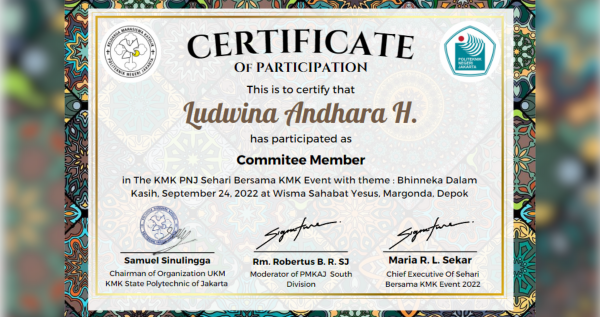 CERTIFICATE
OF PARTICIPATION
POLITEKNIK
NEGERI
JAKARTA
This is to certify that
Ludwina Andhara H.
has participated as
Commitee Member
in The KMK PNJ Sehari Bersama KMK Event with theme : Bhinneka Dalam
Kasih, September 24, 2022 at Wisma Sahabat Yesus, Margonda, Depok
Signature.
Signature.
Samuel Sinulingga
Chairman of Organization UKM
KMK State Polytechnic of Jakarta
Rm. Robertus B. R. SJ
Moderator of PMKAJ South
Division
Maria R. L. Sekar
Chief Executive Of Sehari
Bersama KMK Event 2022